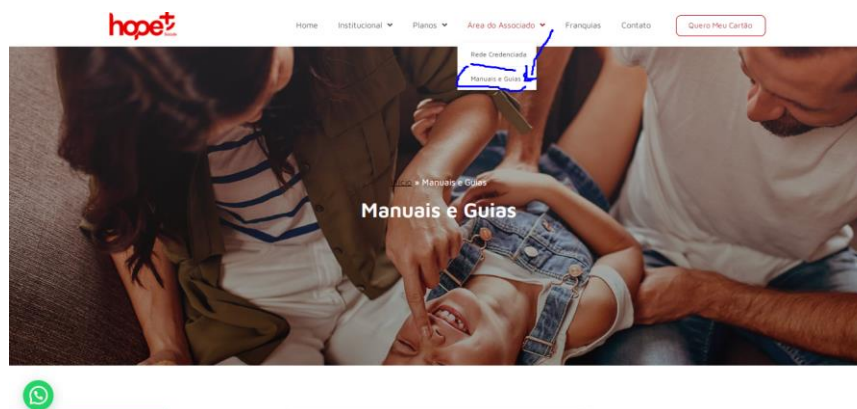 hope
Home Institucional Planos Área do Associado Franquias Contato Quero Meu Cartão
Rede Credenciada
Manuais e Guias
» Manuais e Guias
Manuais e Guias